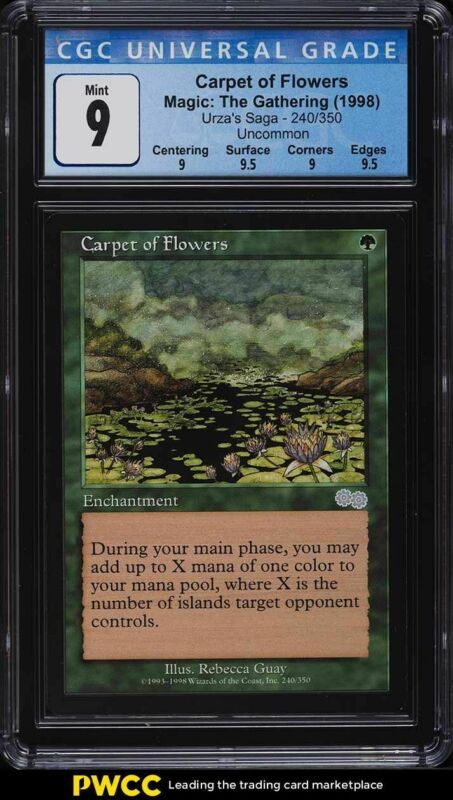 CGC UNIVERSAL GRADE
Mint
9
Carpet of Flowers
Magic: The Gathering (1998)
Urza's Saga - 240/350
Uncommon
Centering Surface Corners Edges
9 9.5 9 9.5
Carpet of Flowers
Enchantment
During your main phase, you may
add up to X mana of one color to
your mana pool, where X is the
number of islands target opponent
controls.
Illus. Rebecca Guay
©1993–1998 Wizards of the Coast, Inc. 240/350
PWCC Leading the trading card marketplace